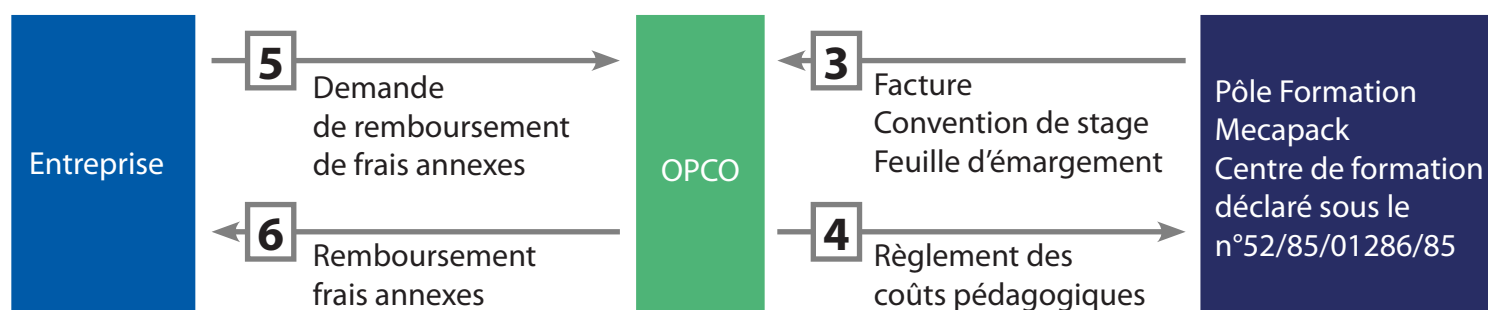 Entreprise
5
Demande
de remboursement
de frais annexes
6
Remboursement
frais annexes
OPCO
3
Facture
Convention de stage
Feuille d’émargement
4
Règlement des
coûts pédagogiques
Pôle Formation
Mecapack
Centre de formation
déclaré sous le
n°52/85/01286/85